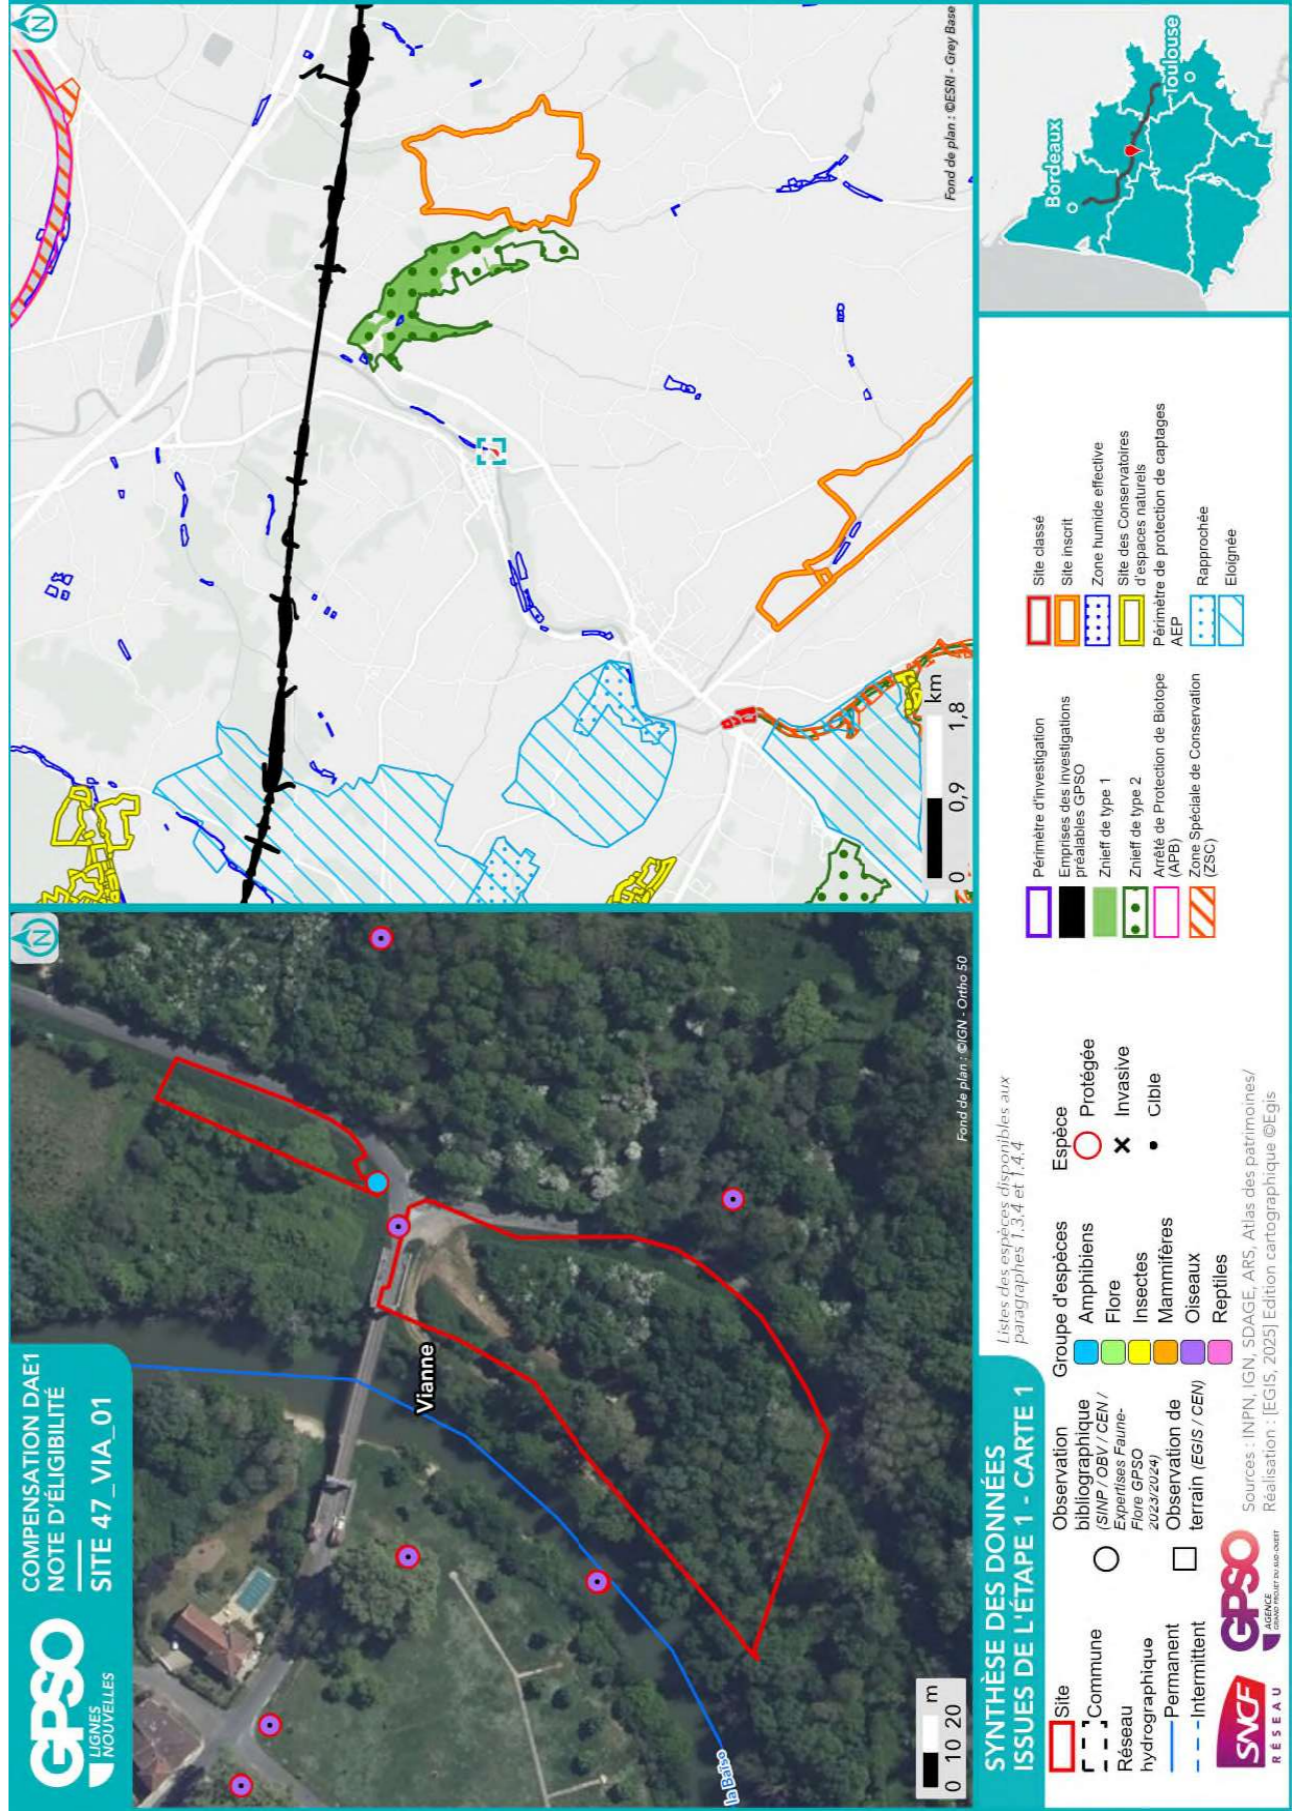 GPSO
LIGNES
NOUVELLES
COMPENSATION DAE1
NOTE D'ÉLIGIBILITÉ
SITE 47_VIA_01
N
Vianne
la Baïse
0 10 20 m
Fond de plan : ©IGN - Ortho 50
N
0 0,9 1,8 km
Fond de plan : ©ESRI - Grey Base
SYNTHÈSE DES DONNÉES
ISSUES DE L'ÉTAPE 1 - CARTE 1
Listes des espèces disponibles aux
paragraphes 1.3.4 et 1.4.4
Site
Commune
Réseau
hydrographique
Permanent
Intermittent
Observation
bibliographique
(SINP / OBV / CEN /
Expertises Faune-
Flore GPSO
2023/2024)
Observation de
terrain (EGIS / CEN)
Groupe d'espèces
Amphibiens
Flore
Insectes
Mammifères
Oiseaux
Reptiles
Espèce
Protégée
Invasive
Cible
Périmètre d'investigation
Emprises des investigations
préalables GPSO
Znieff de type 1
Znieff de type 2
Arrêté de Protection de Biotope
(APB)
Zone Spéciale de Conservation
(ZSC)
Site classé
Site inscrit
Zone humide effective
Site des Conservatoires
d'espaces naturels
Périmètre de protection de captages
AEP
Rapprochée
Eloignée
Bordeaux
Toulouse
SNCF
RÉSEAU
GPSO
AGENCE
GRAND PROJET DU SUD-OUEST
Sources : INPN, IGN, SDAGE, ARS, Atlas des patrimoines/
Réalisation : [EGIS, 2025] Edition cartographique ©Egis